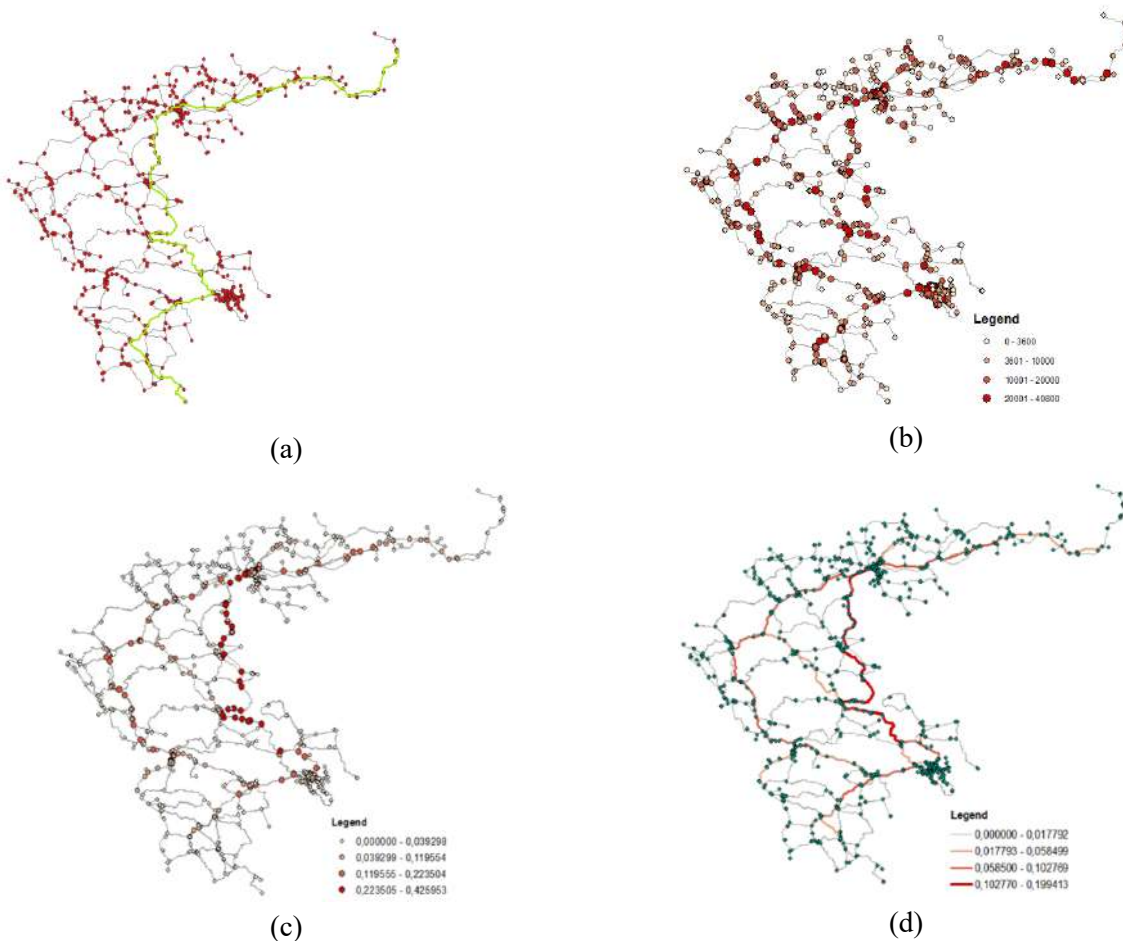 Legend
0 - 3600
3601 - 10000
10001 - 20000
20001 - 40800
(a)
(b)
Legend
0,000000 - 0,039298
0,039299 - 0,119554
0,119555 - 0,223504
0,223505 - 0,425953
Legend
0,000000 - 0,017792
0,017793 - 0,058499
0,058500 - 0,102769
0,102770 - 0,199413
(c)
(d)